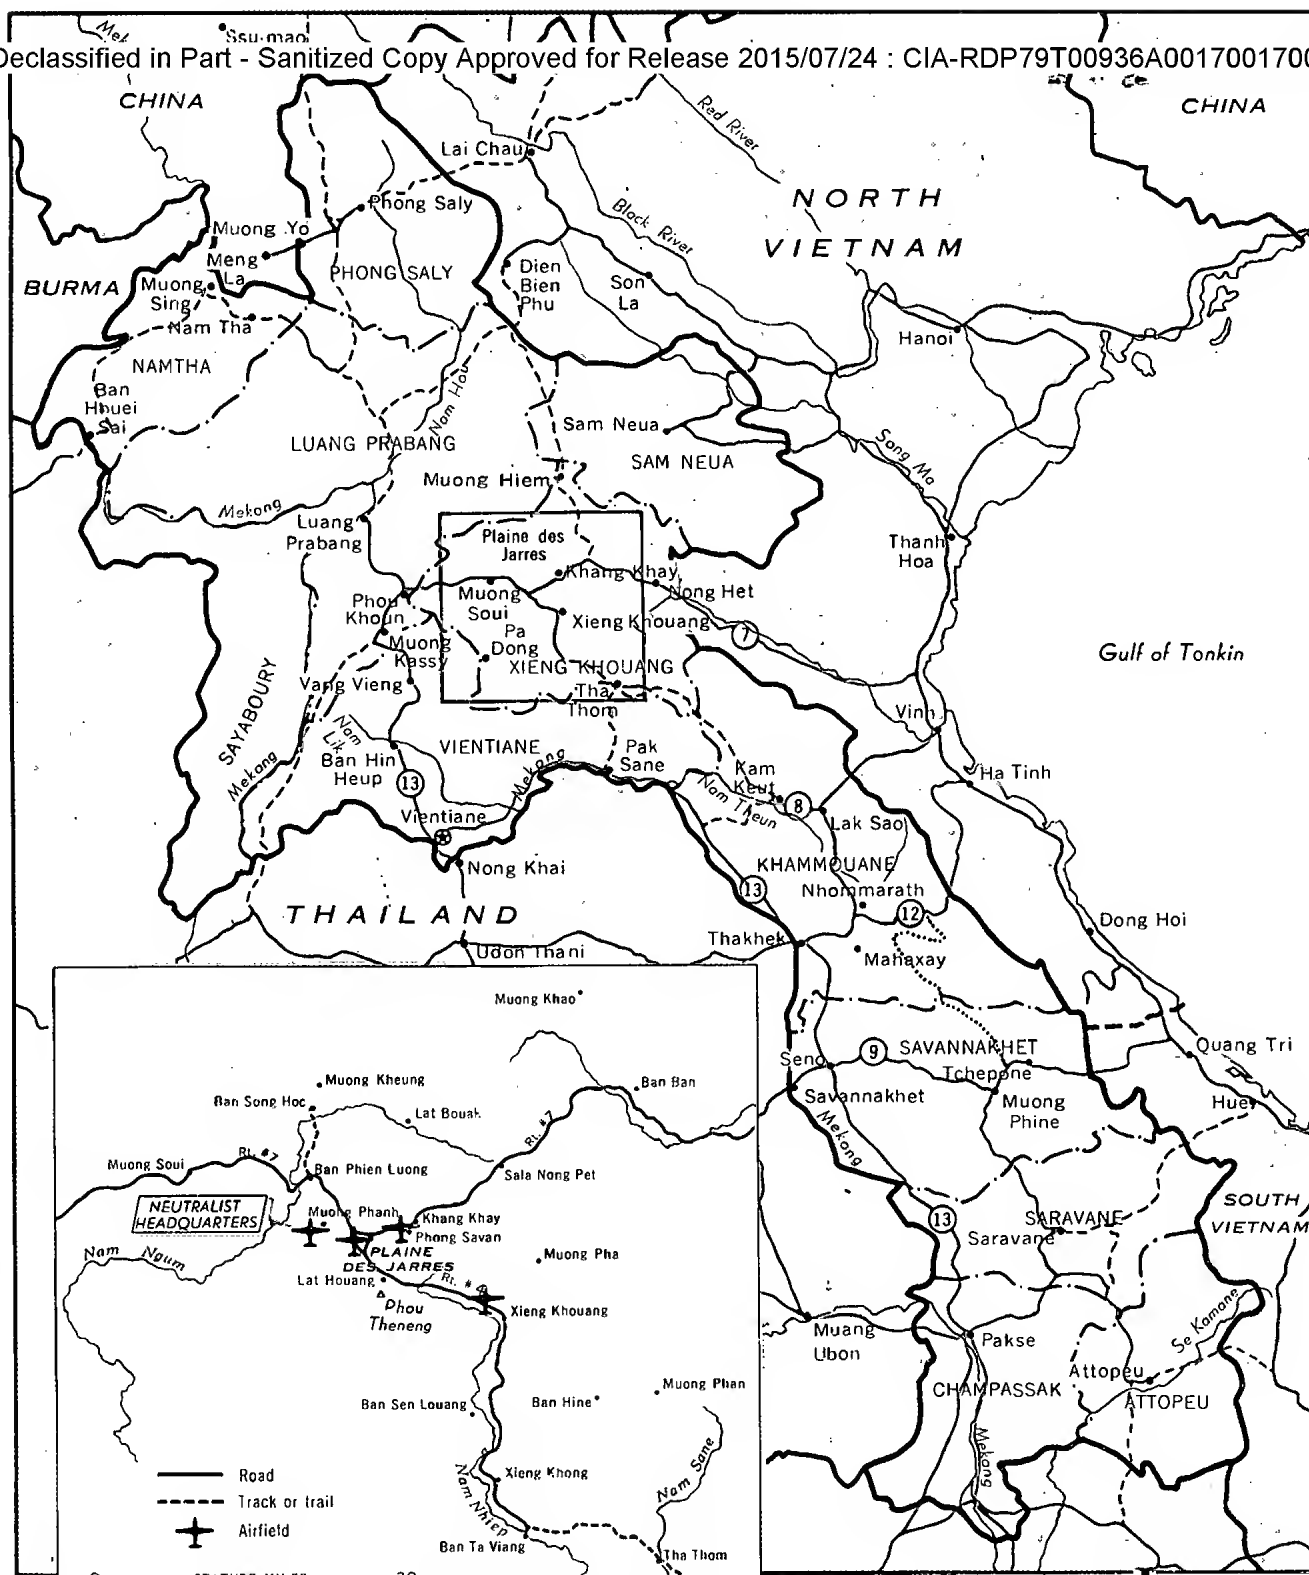 Ssu-mao
Declassified in Part - Sanitized Copy Approved for Release 2015/07/24 : CIA-RDP79T00936A0017001700
CHINA
CHINA
Red River
Lai Chau
NORTH
VIETNAM
Phong Saly
Black River
Muong Yo
Meng
La
PHONG SALY
BURMA
Muong
Sing
Dien
Bien
Phu
Son
La
Nam Tha
Hanoi
NAMTHA
Ban
Houei
Sai
Nam Hou
LUANG PRABANG
Sam Neua
SAM NEUA
Song Ma
Muong Hiem
Mekong
Luang
Prabang
Plaine des
Jarres
Thanh
Hoa
Khang Khay
Nong Het
Phou
Khoun
Muong
Soui
Xieng Khouang
7
Muong
Kassy
Pa
Dong
XIENG KHOUANG
Gulf of Tonkin
Vang Vieng
Tha
Thom
SAYABOURY
Mekong
Nam
Lik
Vinh
Ban Hin
Heup
VIENTIANE
Mekong
Pak
Sane
Kam
Keut
Ha Tinh
13
Nam Theun
8
Vientiane
Lak Sao
Nong Khai
KHAMMOUANE
Nhommarath
13
12
THAILAND
Dong Hoi
Thakhek
Udon Thani
Mahaxay
Quang Tri
Seno
9
SAVANNAKHET
Tchepone
Savannakhet
Muong
Phine
Hue
Mekong
SOUTH
VIETNAM
13
SARAVANE
Saravane
Se Kamane
Muang
Ubon
Pakse
Attopeu
CHAMPASSAK
ATTOPEU
Mekong
Muong Khao
Muong Kheung
Ban Ban
Ban Song Hoc
Lat Bouak
Rt. #7
Muong Soui
Rt. #7
Ban Phien Luong
Sala Nong Pet
NEUTRALIST
HEADQUARTERS
Muong Phanh
Khang Khay
Phong Savan
Nam Ngum
PLAINE
DES JARRES
Muong Pha
Lat Houang
Rt. # 4
Phou
Theneng
Xieng Khouang
Muong Phan
Ban Sen Louang
Ban Hine
Xieng Khong
Nam Sane
Nam Nhiep
Road
Track or trail
Airfield
Ban Ta Viang
Tha Thom